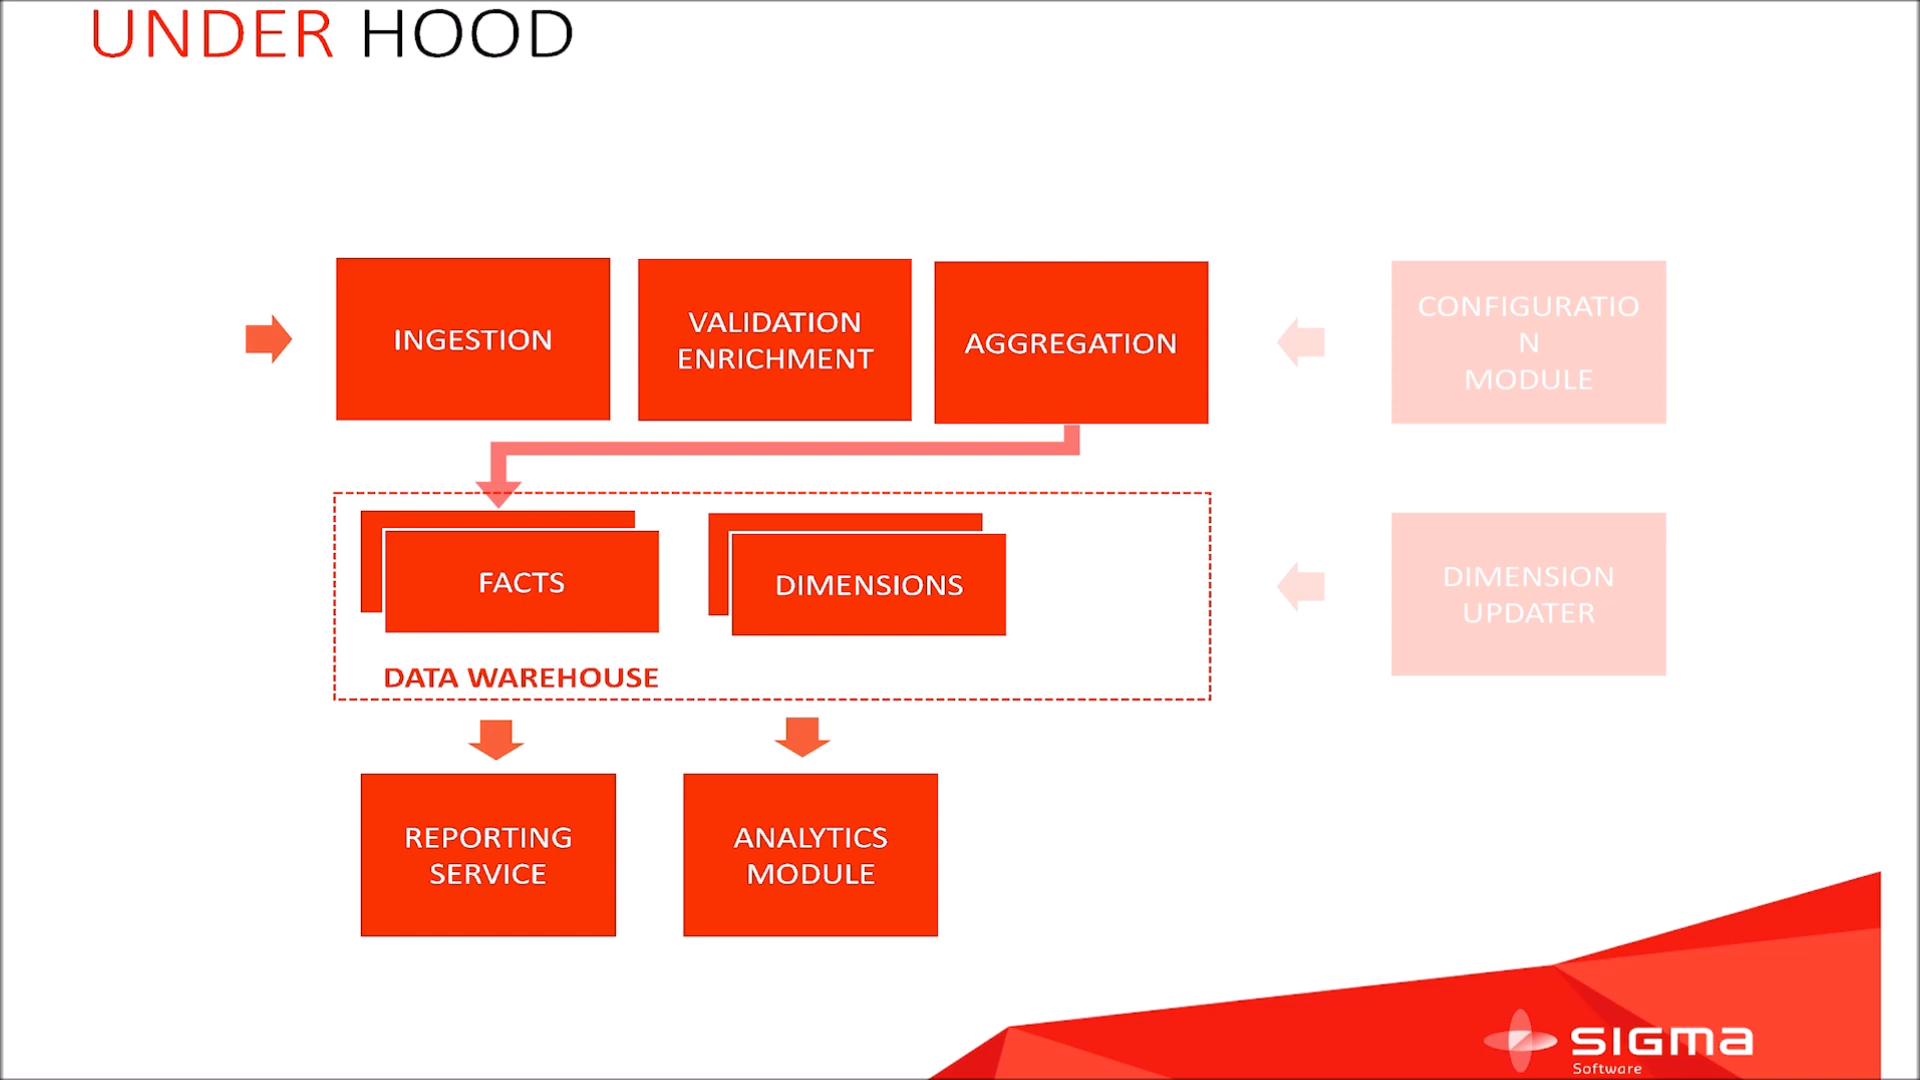 UNDER HOOD
INGESTION
VALIDATION
ENRICHMENT
AGGREGATION
CONFIGURATIO
N
MODULE
FACTS
DIMENSIONS
DATA WAREHOUSE
DIMENSION
UPDATER
REPORTING
SERVICE
ANALYTICS
MODULE
SIGMA
Software